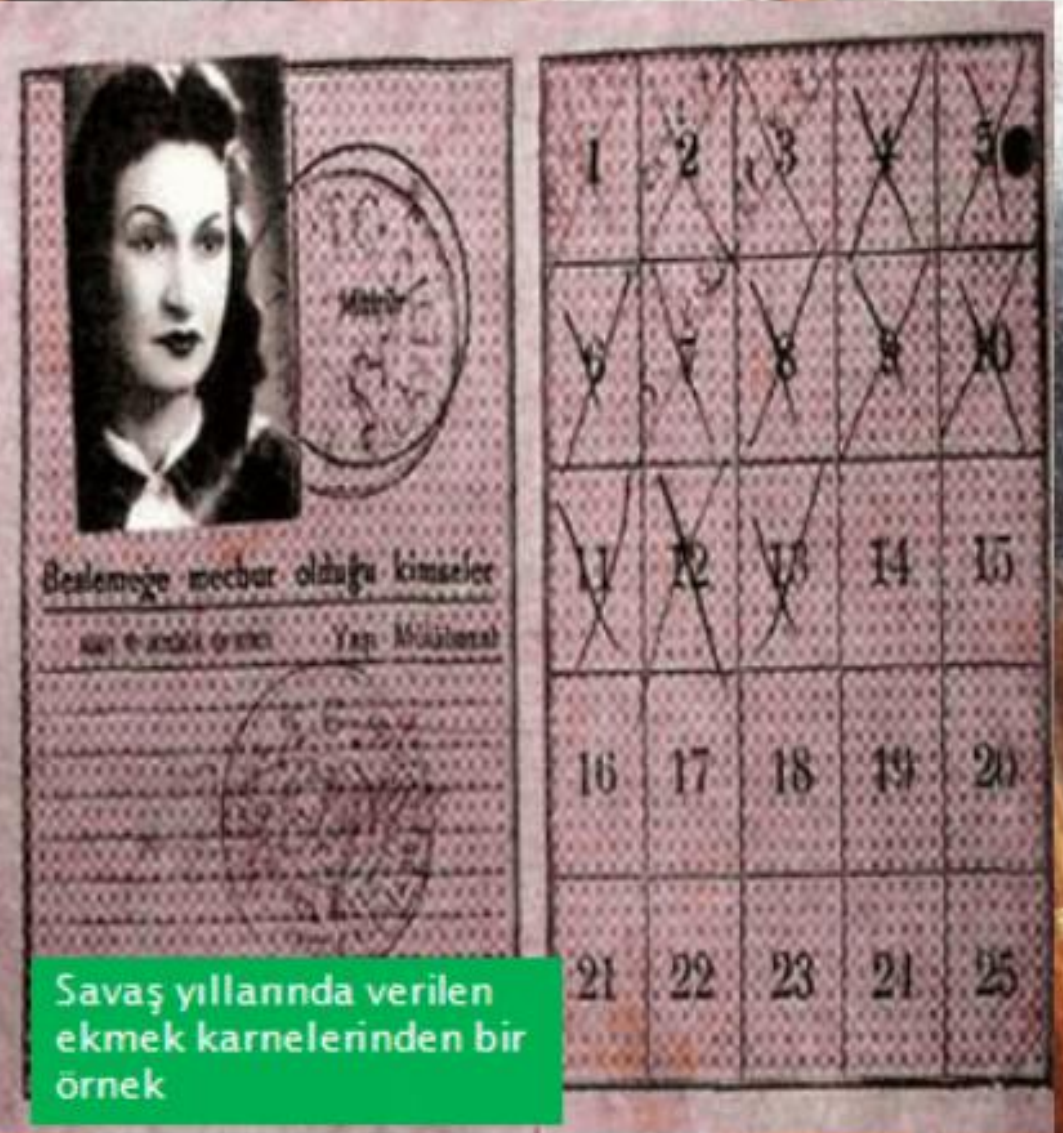 Mühür
Beslemeğe mecbur olduğu kimseler
Yaşı
1 2 3 4 5
6 7 8 9 10
11 12 13 14 15
16 17 18 19 20
21 22 23 24 25
Savaş yıllarında verilen
ekmek karnelerinden bir
örnek